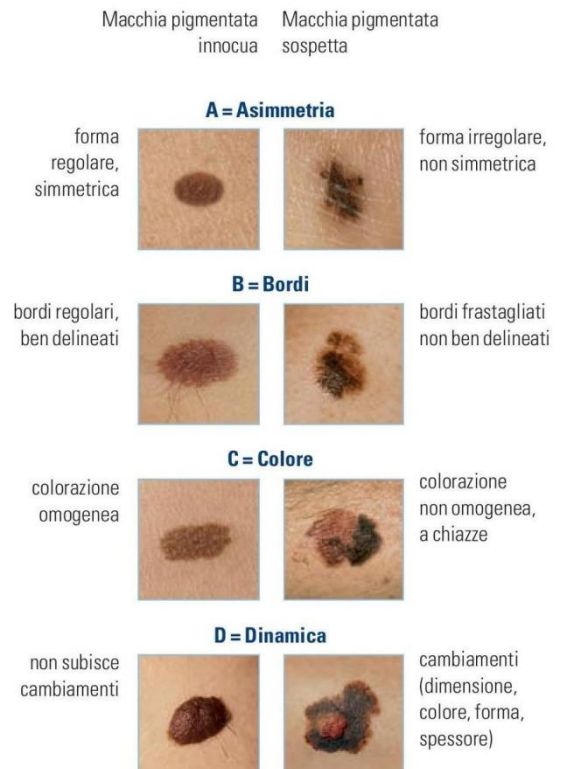 Macchia pigmentata
innocua
Macchia pigmentata
sospetta
A = Asimmetria
forma
regolare,
simmetrica
forma irregolare,
non simmetrica
B = Bordi
bordi regolari,
ben delineati
bordi frastagliati
non ben delineati
C = Colore
colorazione
omogenea
colorazione
non omogenea,
a chiazze
D = Dinamica
non subisce
cambiamenti
cambiamenti
(dimensione,
colore, forma,
spessore)